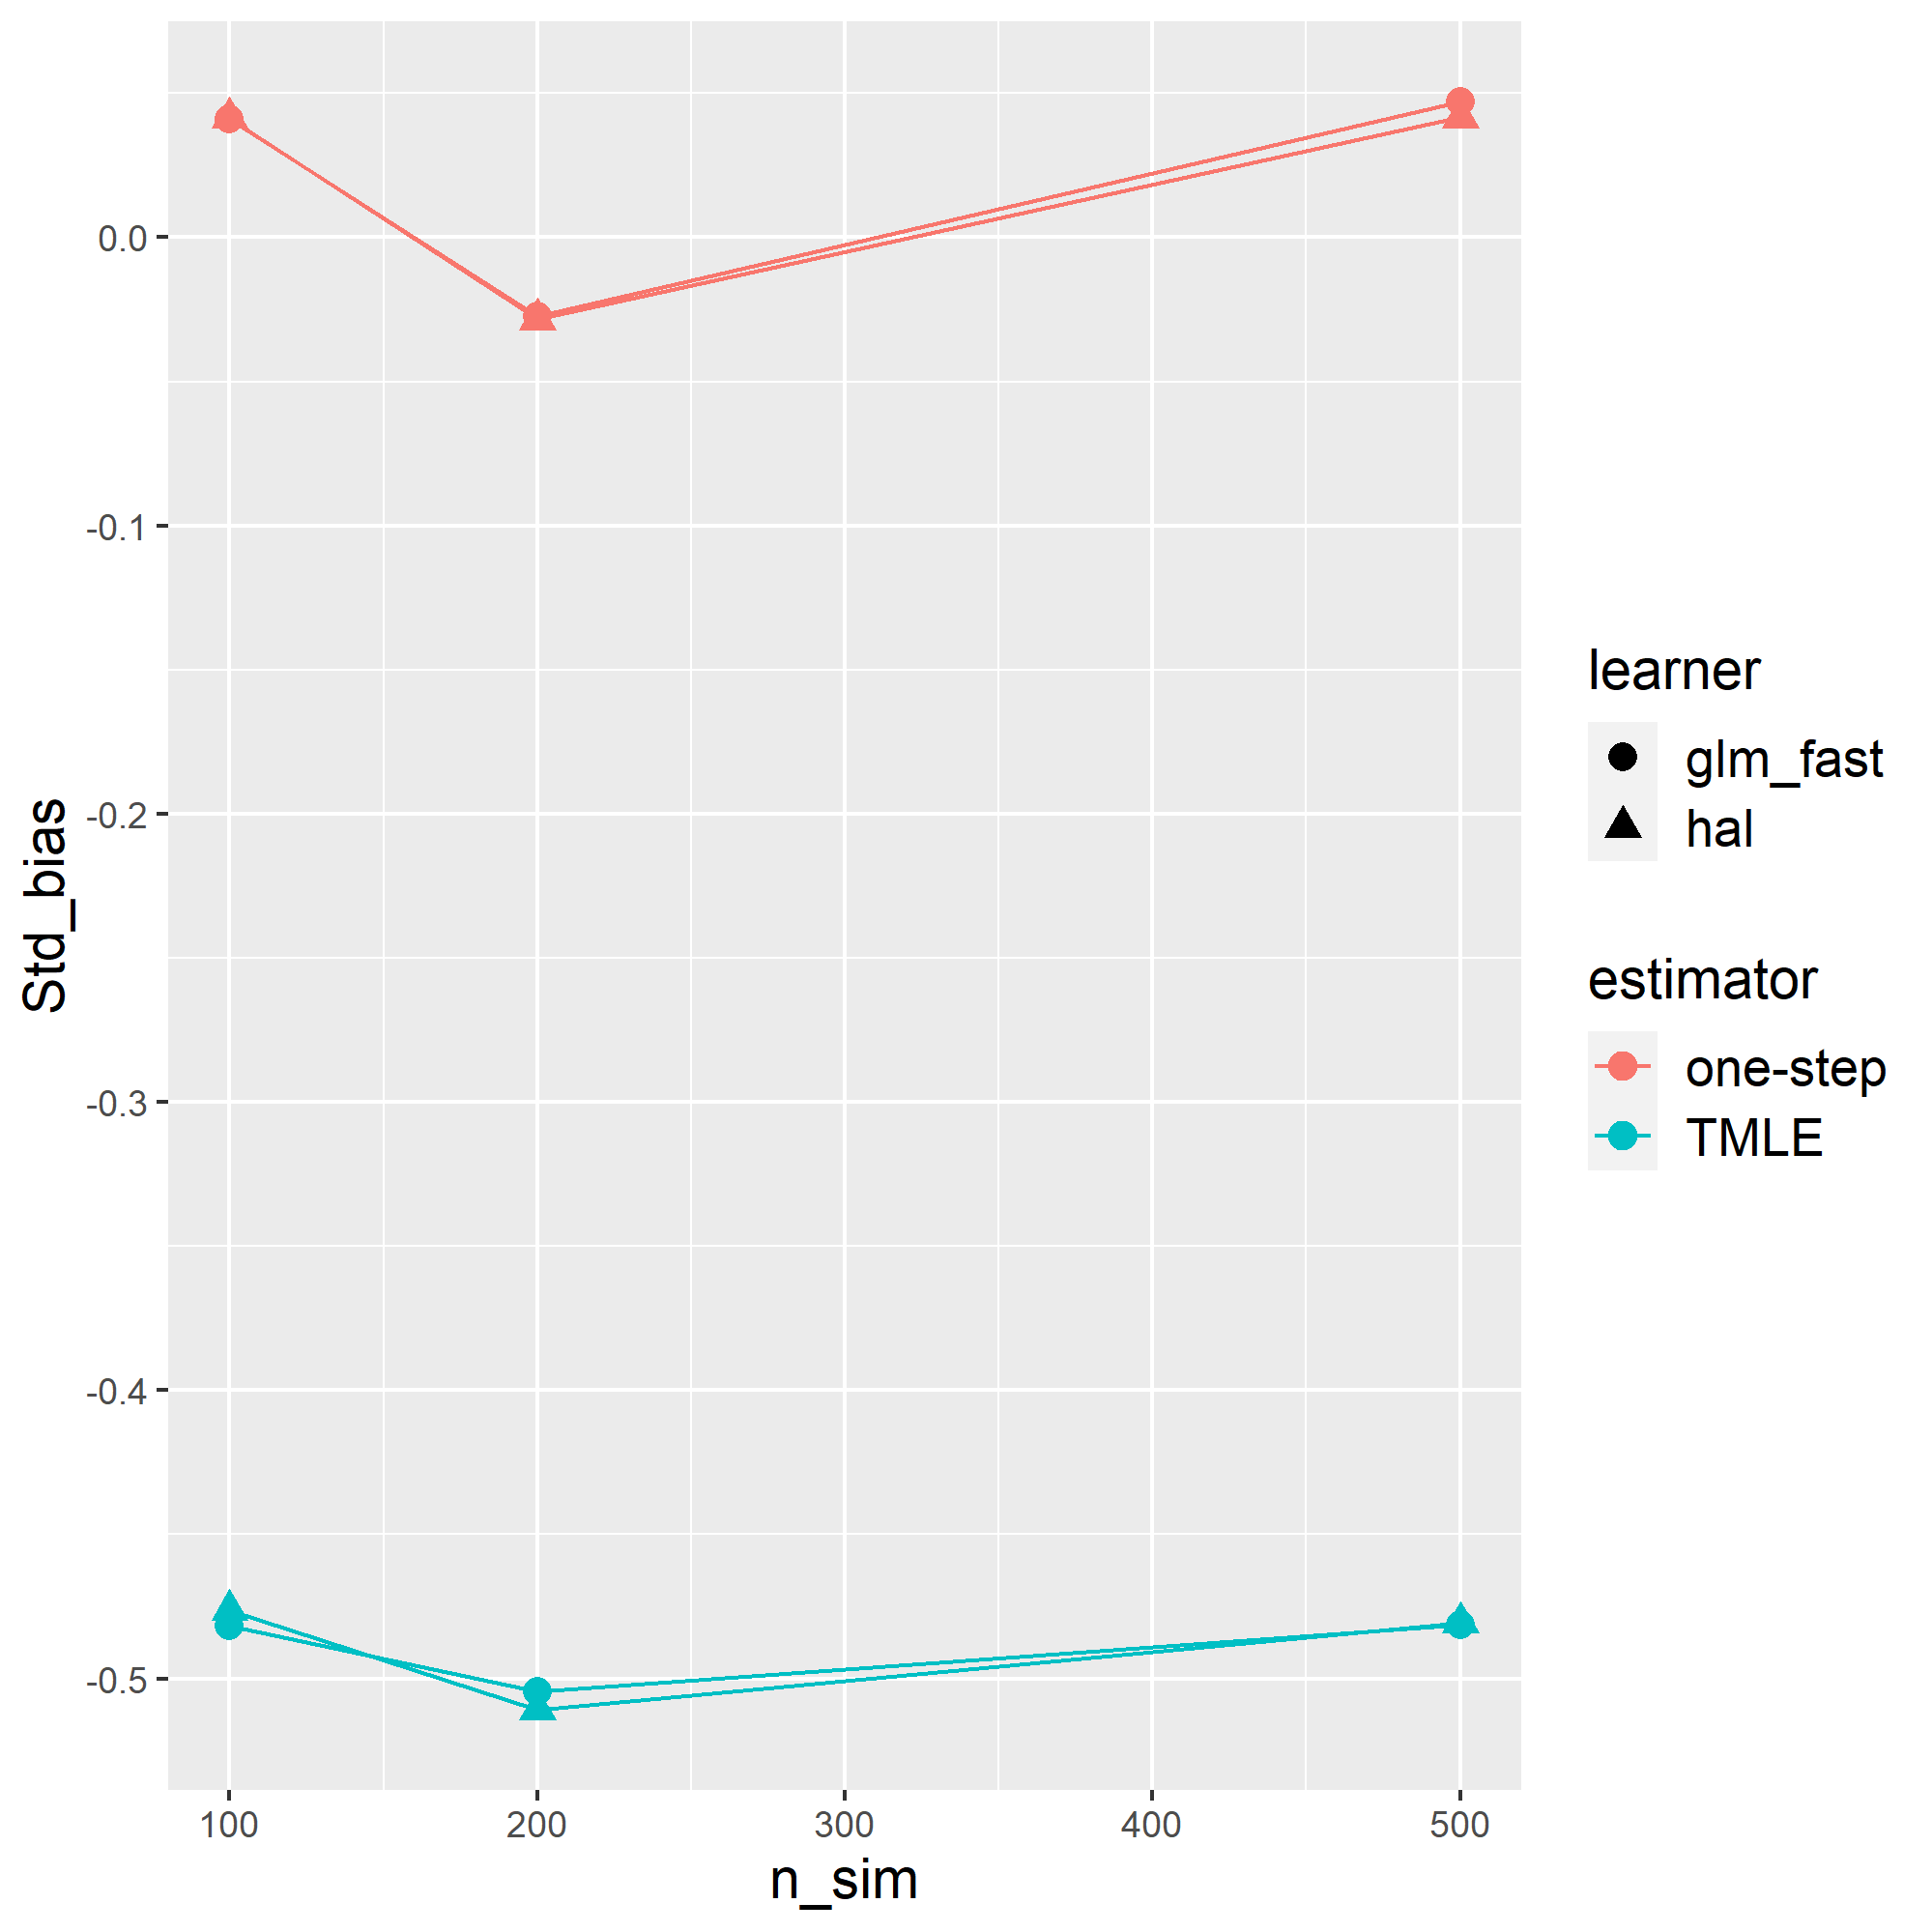 0.0
-0.1
-0.2
-0.3
-0.4
-0.5
Std_bias
100 200 300 400 500
n_sim
learner
glm_fast
hal
estimator
one-step
TMLE